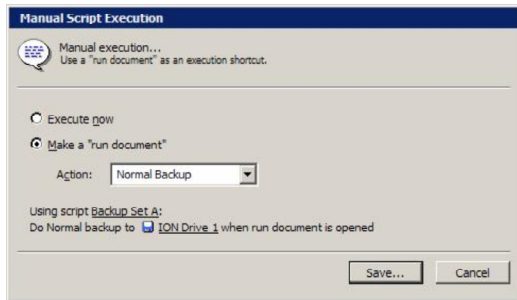 Manual Script Execution
Manual execution...
Use a "run document" as an execution shortcut.
Execute now
Make a "run document"
Action: Normal Backup
Using script Backup Set A:
Do Normal backup to ION Drive 1 when run document is opened
Save... Cancel